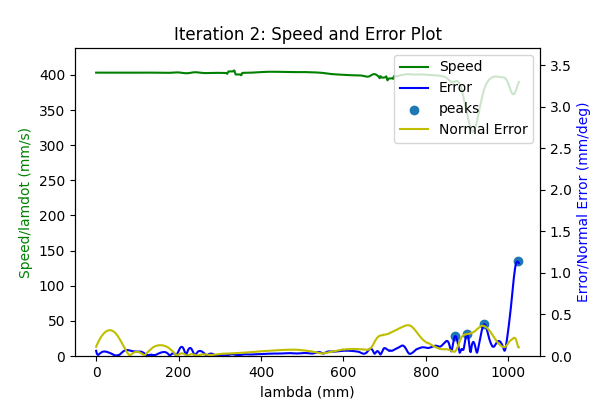 Iteration 2: Speed and Error Plot
Speed
Error
peaks
Normal Error
Speed/lamdot (mm/s)
400
350
300
250
200
150
100
50
0
3.5
3.0
2.5
2.0
1.5
1.0
0.5
0.0
Error/Normal Error (mm/deg)
0 200 400 600 800 1000
lambda (mm)